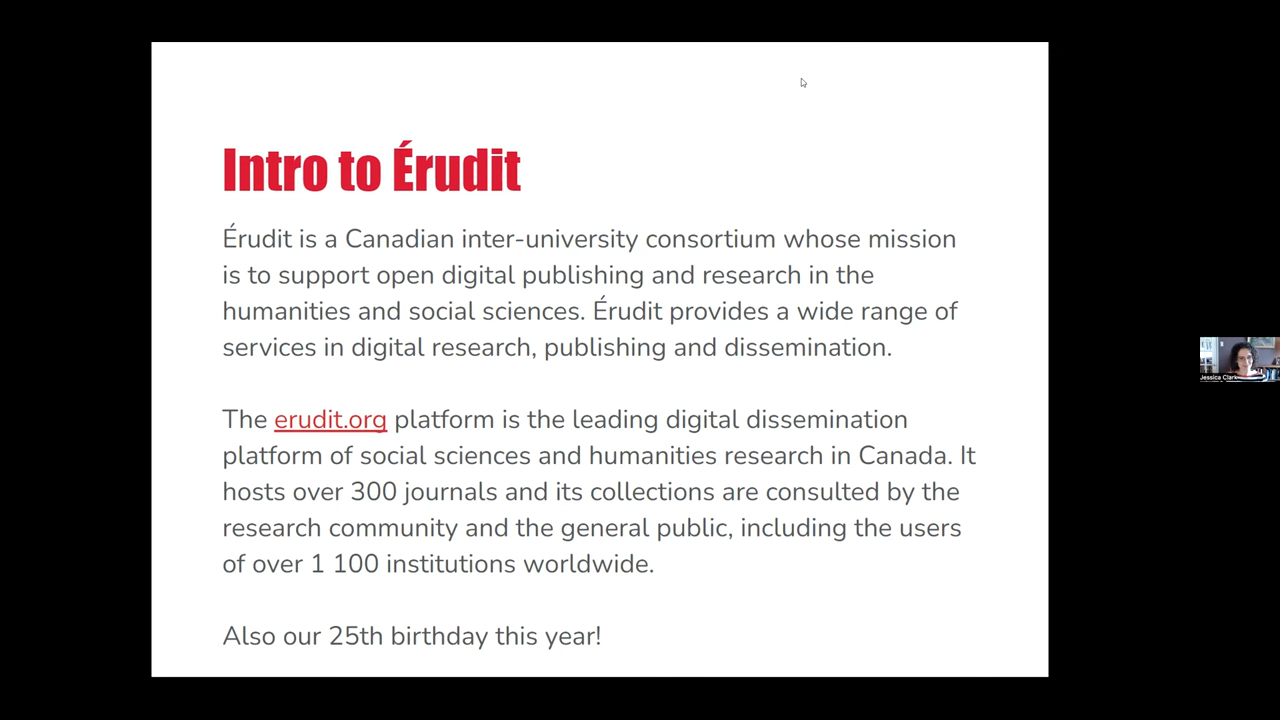 Intro to Érudit
Érudit is a Canadian inter-university consortium whose mission
is to support open digital publishing and research in the
humanities and social sciences. Érudit provides a wide range of
services in digital research, publishing and dissemination.
The erudit.org platform is the leading digital dissemination
platform of social sciences and humanities research in Canada. It
hosts over 300 journals and its collections are consulted by the
research community and the general public, including the users
of over 1 100 institutions worldwide.
Also our 25th birthday this year!
Jessica Clark